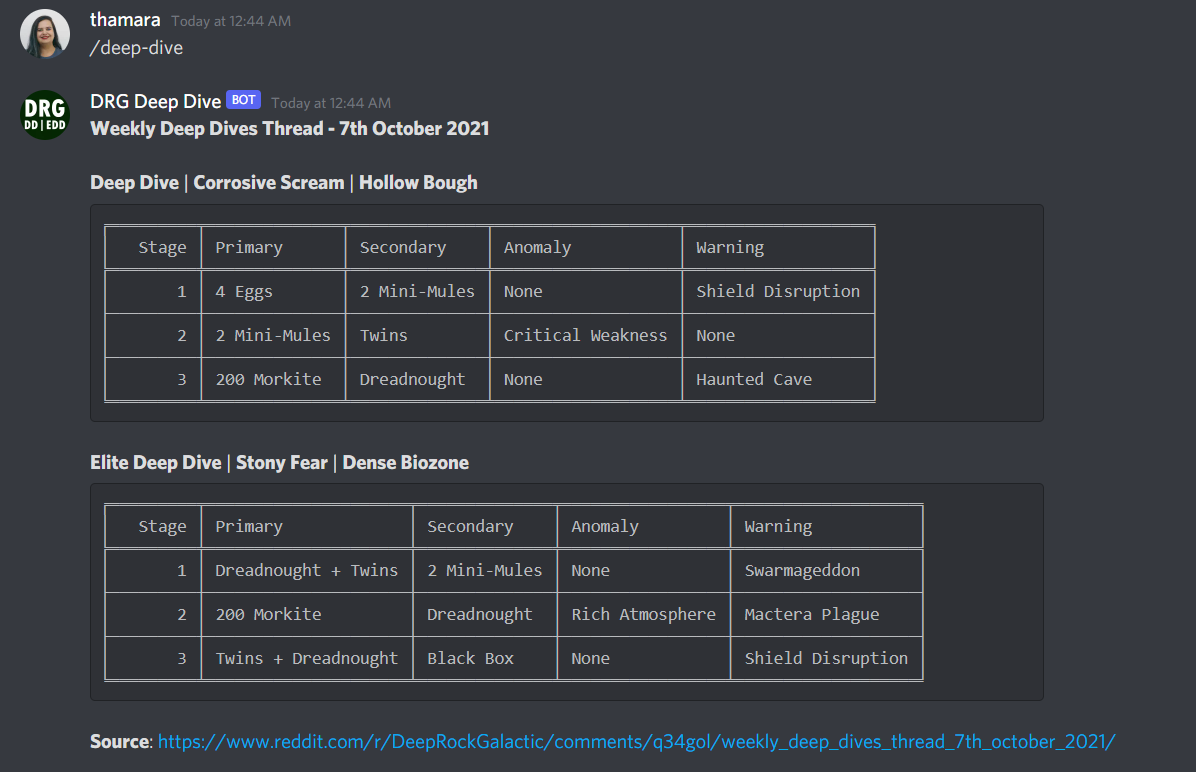 thamara Today at 12:44 AM
/deep-dive
DRG DD | EDD
DRG Deep Dive BOT Today at 12:44 AM
Weekly Deep Dives Thread - 7th October 2021
Deep Dive | Corrosive Scream | Hollow Bough
Stage Primary Secondary Anomaly Warning
1 4 Eggs 2 Mini-Mules None Shield Disruption
2 2 Mini-Mules Twins Critical Weakness None
3 200 Morkite Dreadnought None Haunted Cave
Elite Deep Dive | Stony Fear | Dense Biozone
Stage Primary Secondary Anomaly Warning
1 Dreadnought + Twins 2 Mini-Mules None Swarmageddon
2 200 Morkite Dreadnought Rich Atmosphere Mactera Plague
3 Twins + Dreadnought Black Box None Shield Disruption
Source: https://www.reddit.com/r/DeepRockGalactic/comments/q34gol/weekly_deep_dives_thread_7th_october_2021/